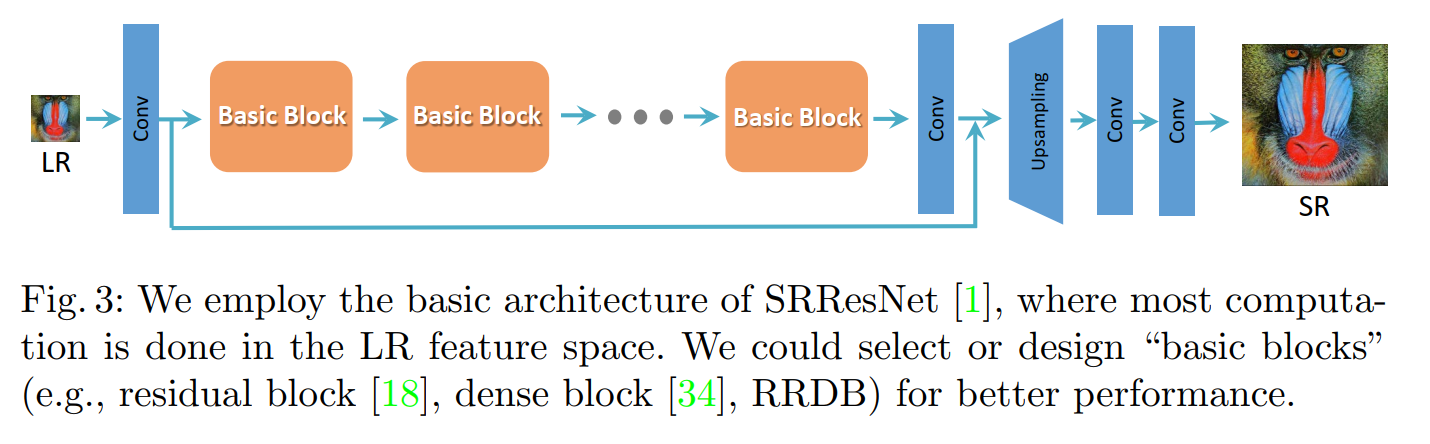 LR
Conv
Basic Block
Basic Block
Basic Block
Conv
Upsampling
Conv
Conv
SR
Fig. 3: We employ the basic architecture of SRResNet [1], where most computa-
tion is done in the LR feature space. We could select or design “basic blocks”
(e.g., residual block [18], dense block [34], RRDB) for better performance.